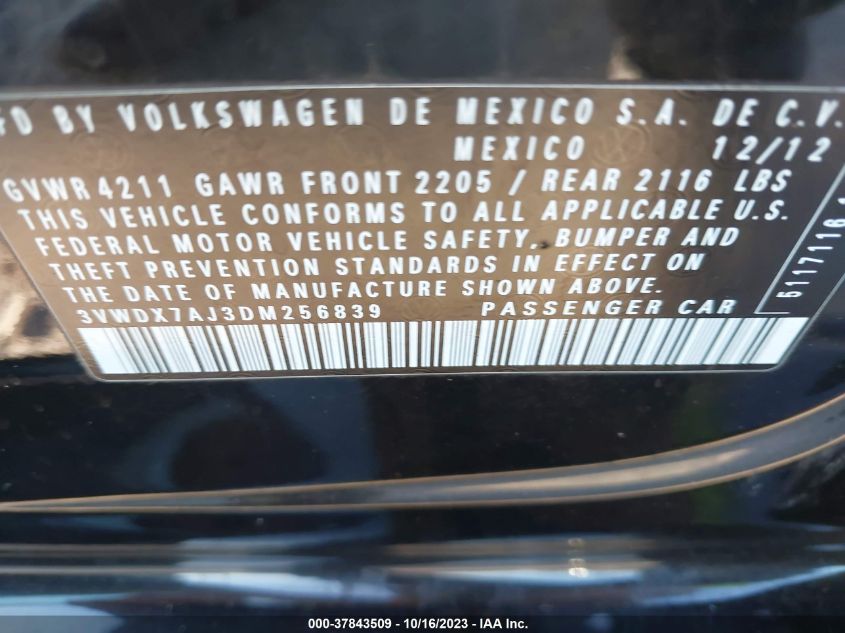 FD BY VOLKSWAGEN DE MEXICO S.A. DE C.V.
MEXICO 12/12
GVWR 4211 GAWR FRONT 2205 / REAR 2116 LBS
THIS VEHICLE CONFORMS TO ALL APPLICABLE U.S.
FEDERAL MOTOR VEHICLE SAFETY, BUMPER AND
THEFT PREVENTION STANDARDS IN EFFECT ON
THE DATE OF MANUFACTURE SHOWN ABOVE.
3VWDX7AJ3DM256839 PASSENGER CAR
000-37843509 - 10/16/2023 - IAA Inc.